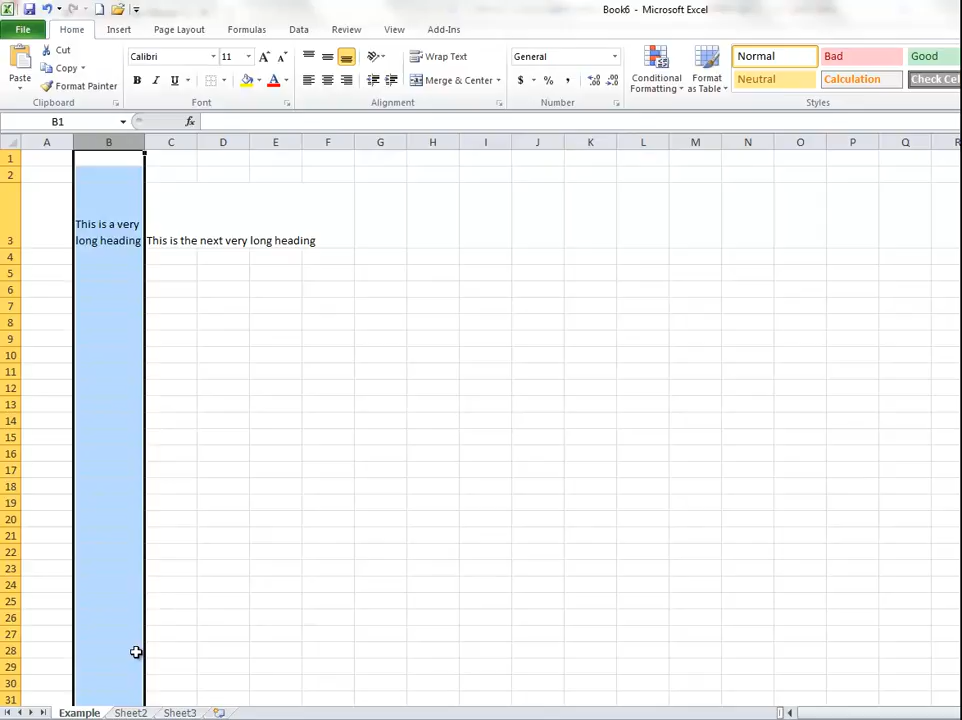 Book6 - Microsoft Excel
File Home Insert Page Layout Formulas Data Review View Add-Ins
Paste
Cut
Copy
Format Painter
Calibri 11
B I U A
Wrap Text
Merge & Center
General
$ % ,
Conditional Formatting
Format as Table
Normal Bad Good
Neutral Calculation Check Cel
Clipboard Font Alignment Number Styles
B1 fx
A B C D E F G H I J K L M N O P Q R
1
2
This is a very
3 long heading This is the next very long heading
4
5
6
7
8
9
10
11
12
13
14
15
16
17
18
19
20
21
22
23
24
25
26
27
28
29
30
31
Example Sheet2 Sheet3